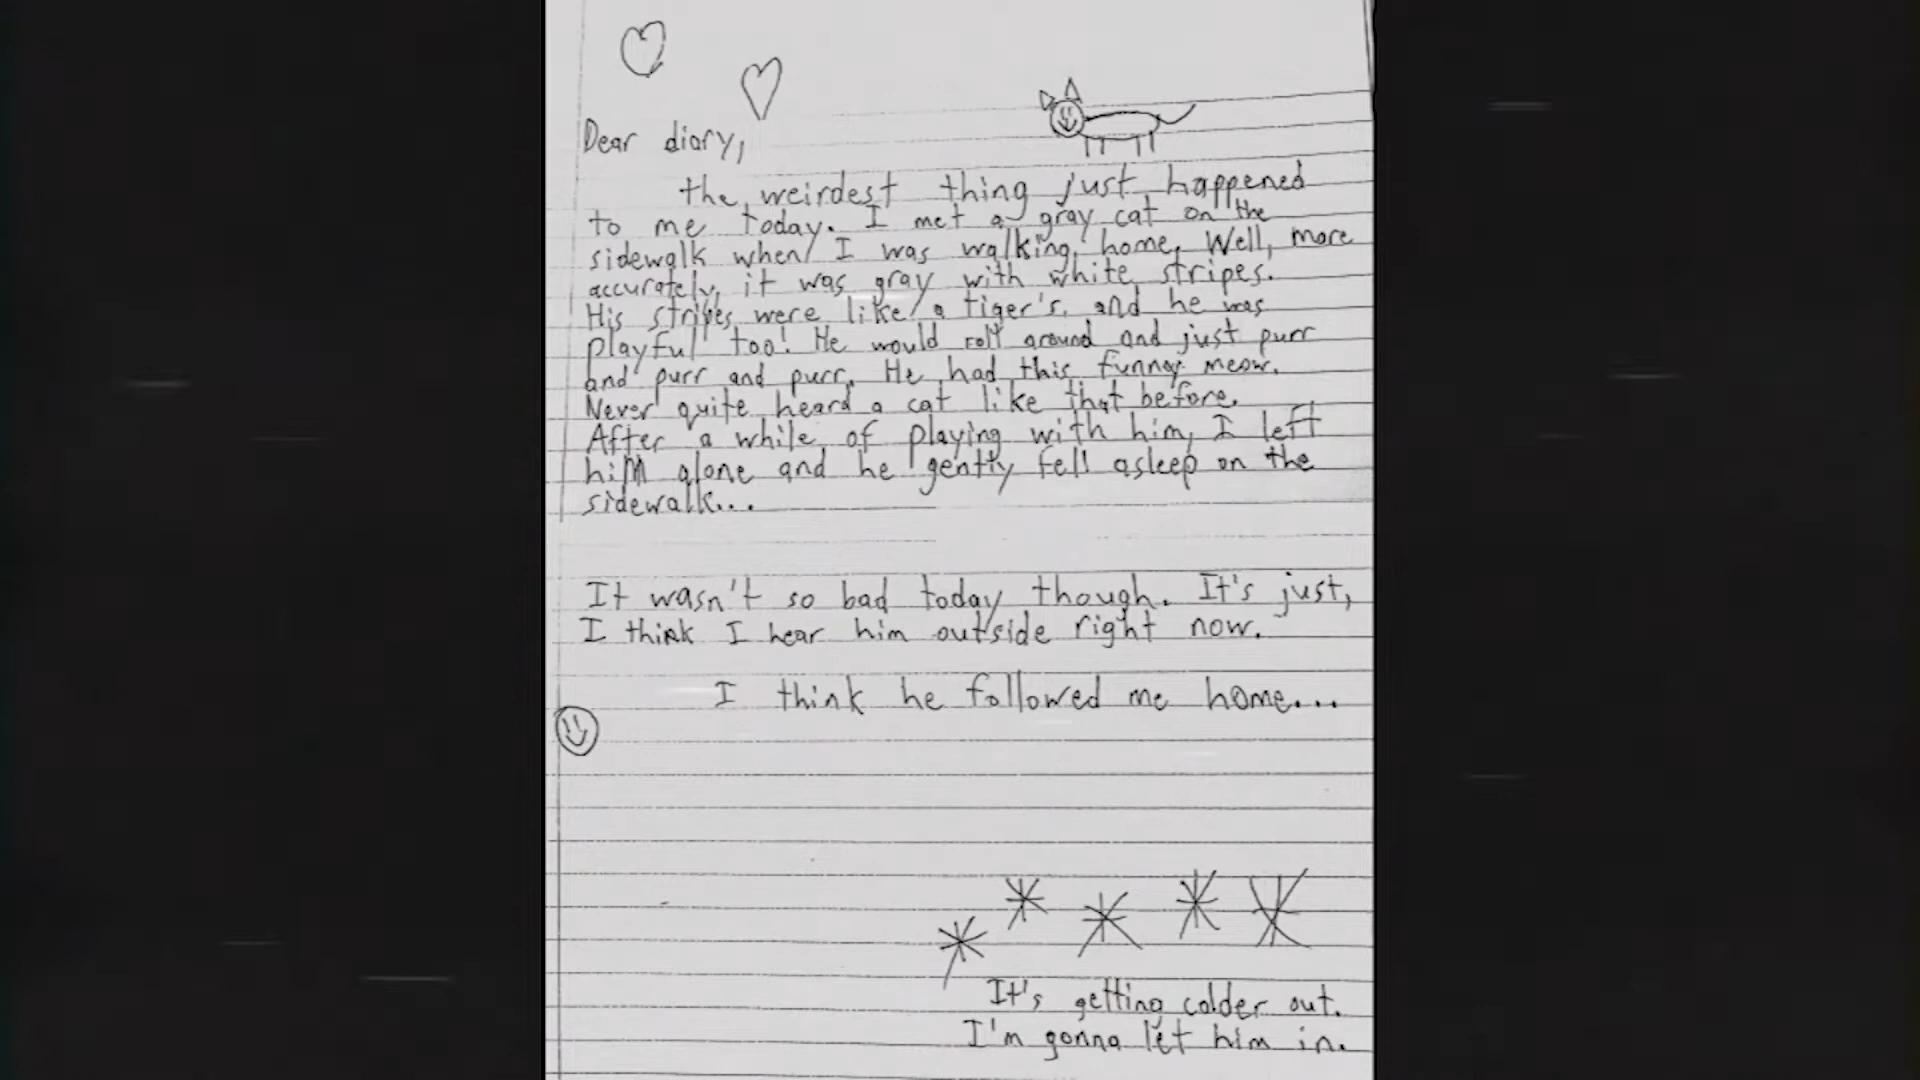 Dear diary,
the weirdest thing just happened
to me today. I met a gray cat on the
sidewalk when I was walking home. Well, more
accurately, it was gray with white stripes.
His stripes were like a tiger's, and he was
playful too! He would roll around and just purr
and purr and purr. He had this funny meow.
Never quite heard a cat like that before.
After a while of playing with him, I left
him alone and he gently fell asleep on the
sidewalk...
It wasn't so bad today though. It's just,
I think I hear him outside right now.
I think he followed me home...
It's getting colder out.
I'm gonna let him in.